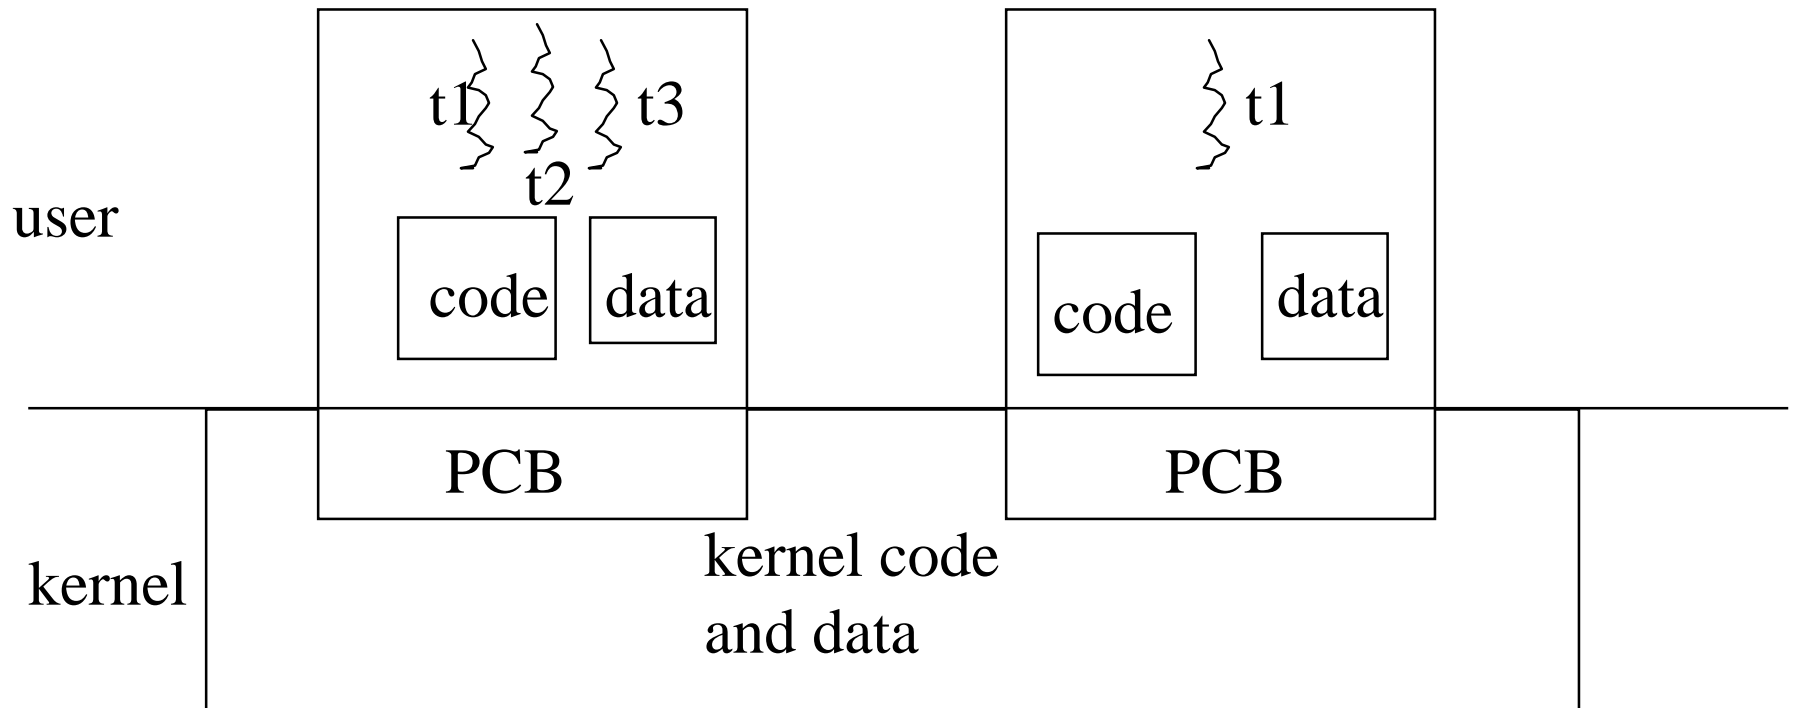 t1
t3
t2
t1
user
code
data
code
data
PCB
PCB
kernel
kernel code
and data